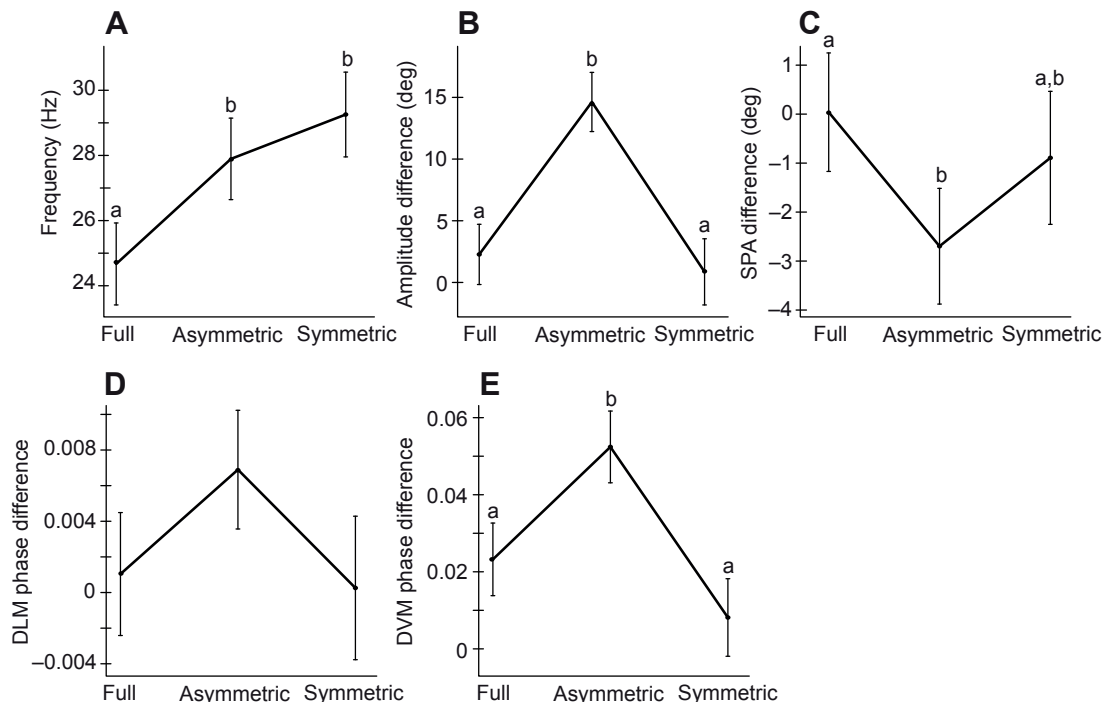 A
Frequency (Hz)
30
28
26
24
a
b
b
Full
Asymmetric
Symmetric
B
Amplitude difference (deg)
15
10
5
0
a
b
a
Full
Asymmetric
Symmetric
C
SPA difference (deg)
1
0
–1
–2
–3
–4
a
b
a,b
Full
Asymmetric
Symmetric
D
DLM phase difference
0.008
0.004
0
–0.004
Full
Asymmetric
Symmetric
E
DVM phase difference
0.06
0.04
0.02
0
a
b
a
Full
Asymmetric
Symmetric